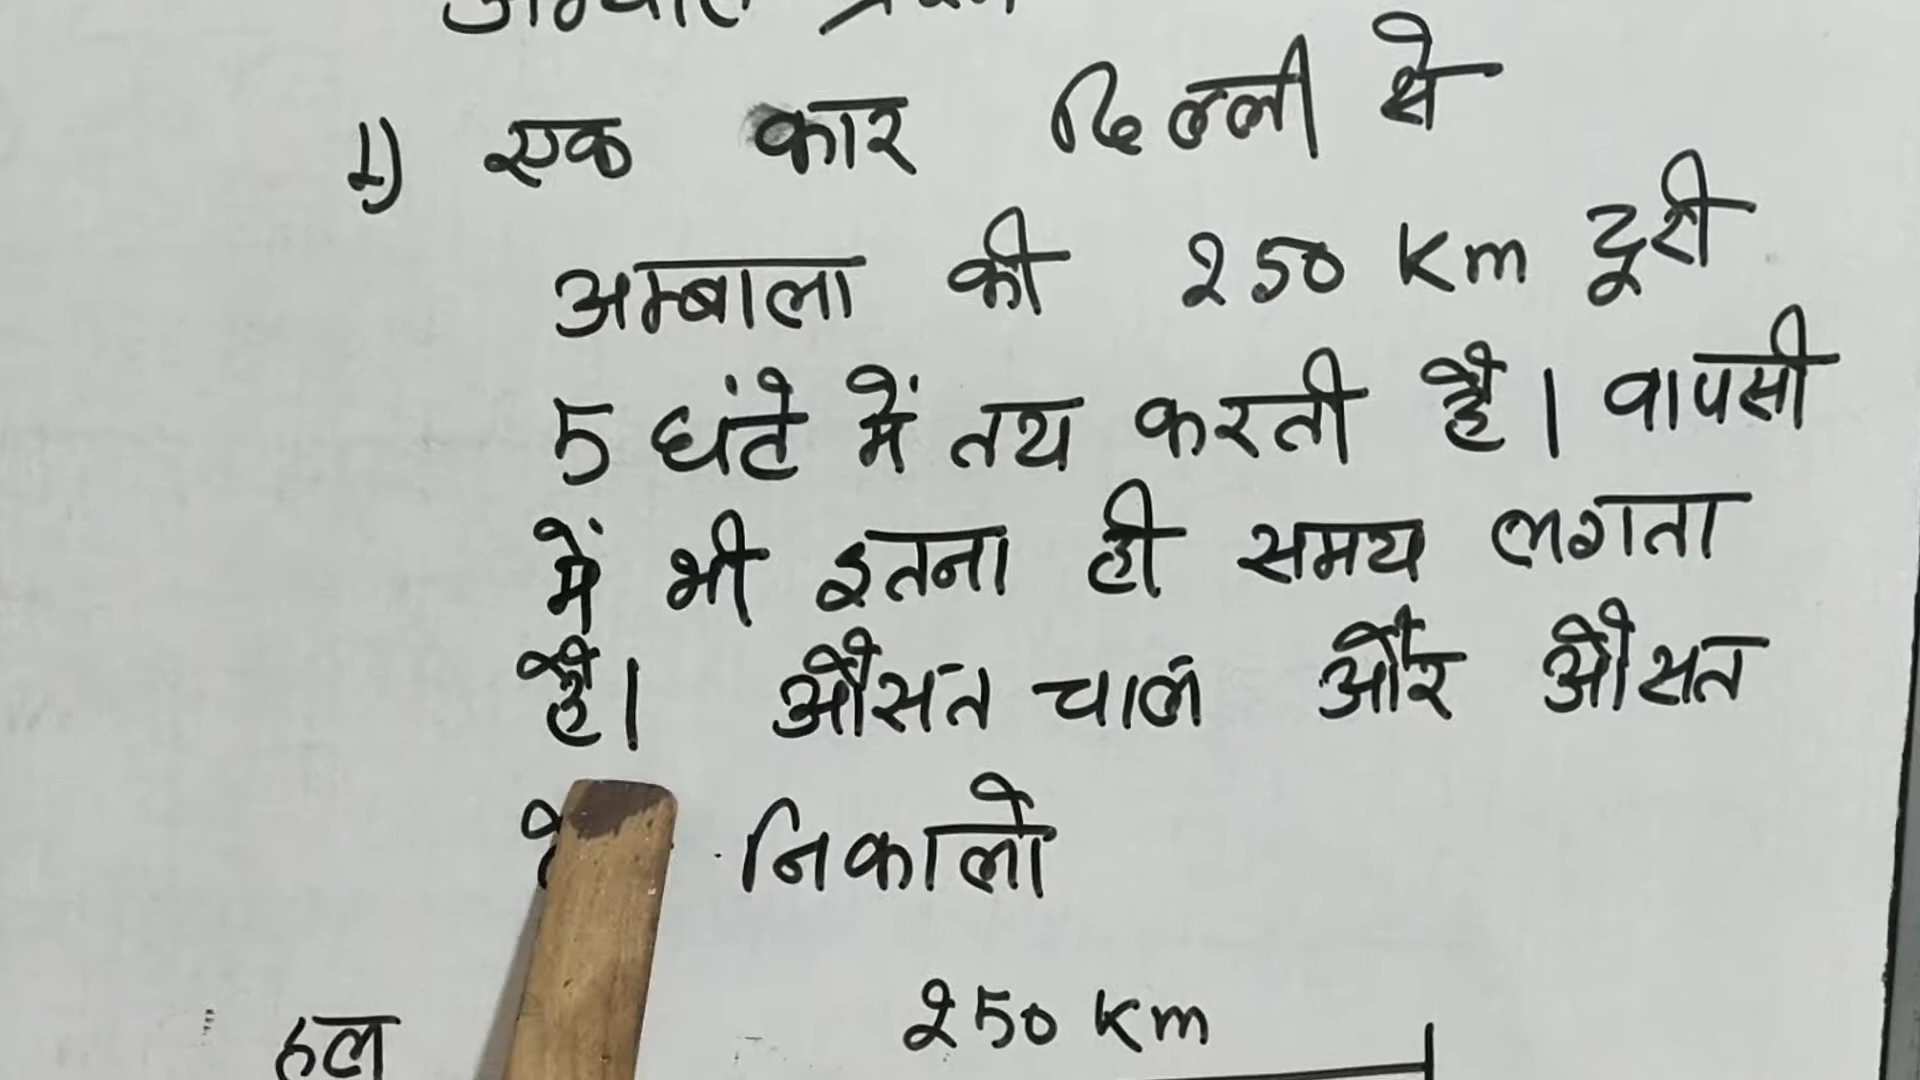 1) एक कार दिल्ली से
अम्बाला की 250 Km दूरी
5 घंटे में तय करती है। वापसी
में भी इतना ही समय लगता
है। औसत चाल और औसत
निकालो
250 Km
हल